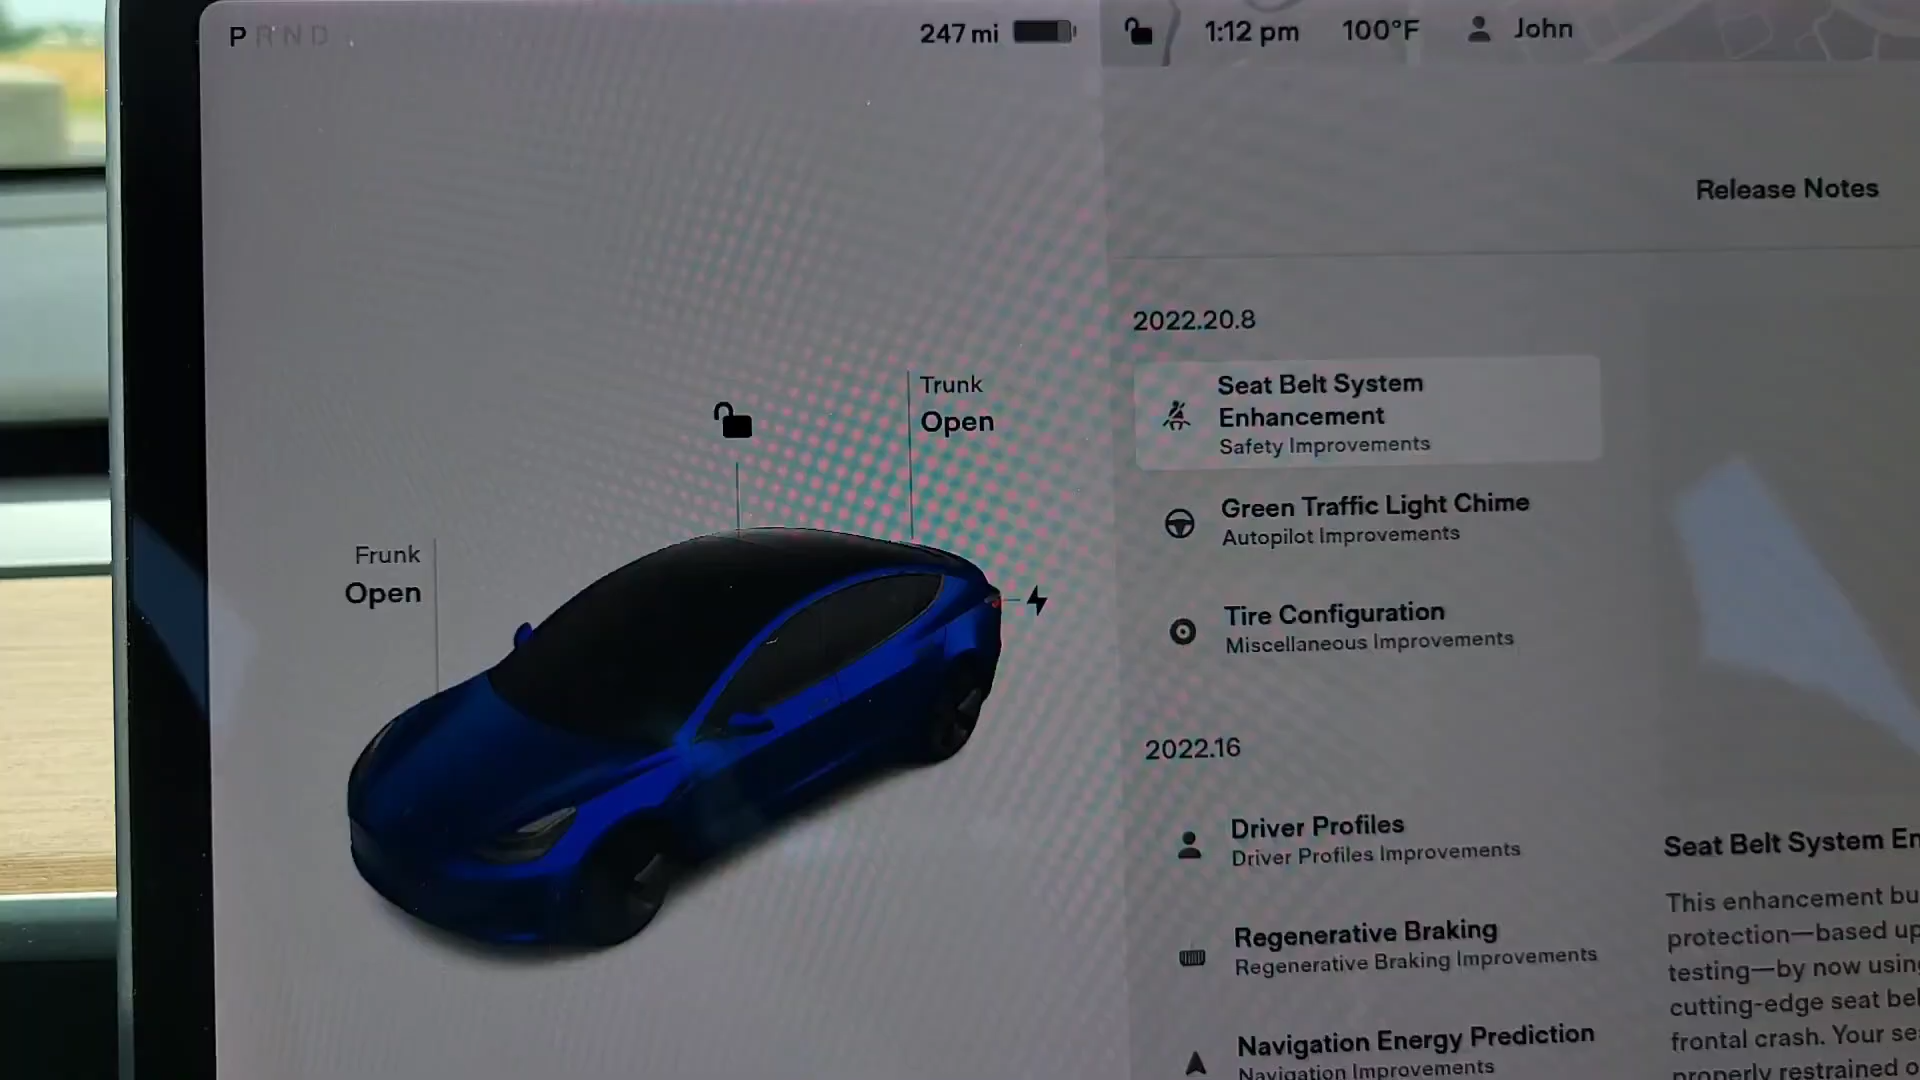 P R N D
247 mi
1:12 pm 100°F John
Release Notes
Trunk
Open
Frunk
Open
2022.20.8
Seat Belt System
Enhancement
Safety Improvements
Green Traffic Light Chime
Autopilot Improvements
Tire Configuration
Miscellaneous Improvements
2022.16
Driver Profiles
Driver Profiles Improvements
Regenerative Braking
Regenerative Braking Improvements
Navigation Energy Prediction
Navigation Improvements
Seat Belt System En
This enhancement bu
protection—based up
testing—by now using
cutting-edge seat bel
frontal crash. Your se
properly restrained o